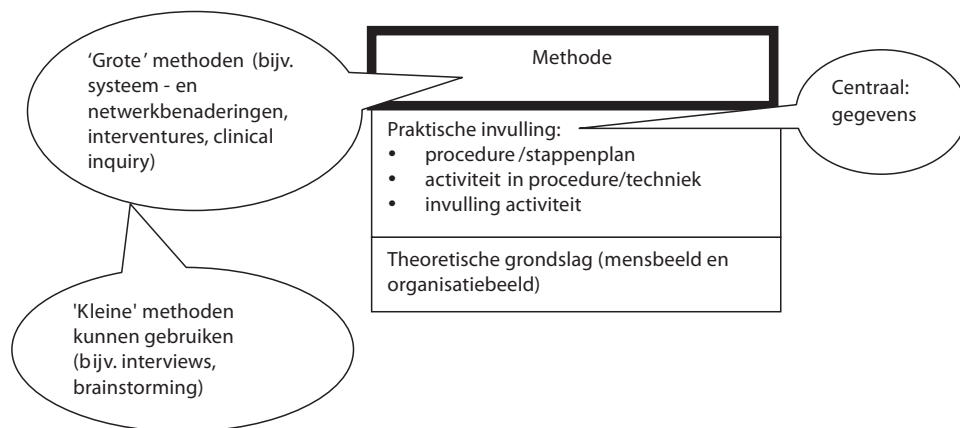 'Grote' methoden (bijv.
systeem - en
netwerkbenaderingen,
interventures, clinical
inquiry)
Methode
Centraal:
gegevens
Praktische invulling:
• procedure/stappenplan
• activiteit in procedure/techniek
• invulling activiteit
Theoretische grondslag (mensbeeld en
organisatiebeeld)
'Kleine' methoden
kunnen gebruiken
(bijv. interviews,
brainstorming)